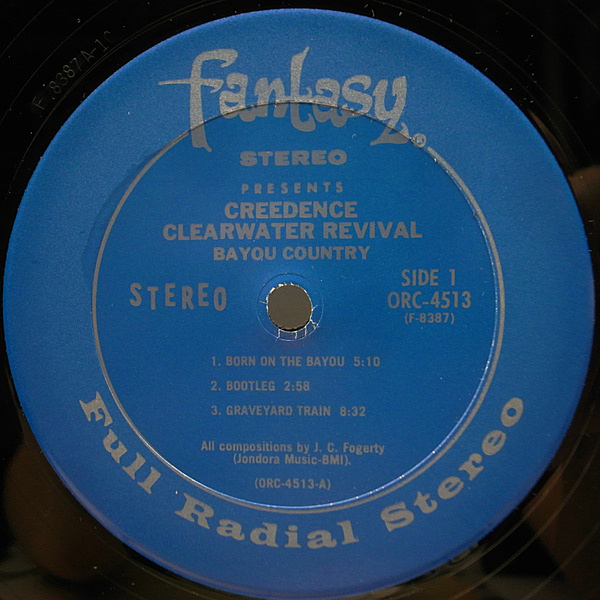 F-8387A-1
fantasy
STEREO
PRESENTS
CREEDENCE
CLEARWATER REVIVAL
BAYOU COUNTRY
STEREO
SIDE 1
ORC-4513
(F-8387)
1. BORN ON THE BAYOU 5:10
2. BOOTLEG 2:58
3. GRAVEYARD TRAIN 8:32
All compositions by J. C. Fogerty
(Jondora Music-BMI).
(ORC-4513-A)
Full Radial Stereo